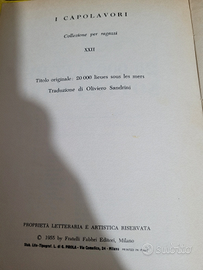 I CAPOLAVORI
Collezione per ragazzi
XXII
Titolo originale: 20 000 lieues sous les mers
Traduzione di Oliviero Sandrini
PROPRIETÀ LETTERARIA E ARTISTICA RISERVATA
© 1955 by Fratelli Fabbri Editori, Milano
subito